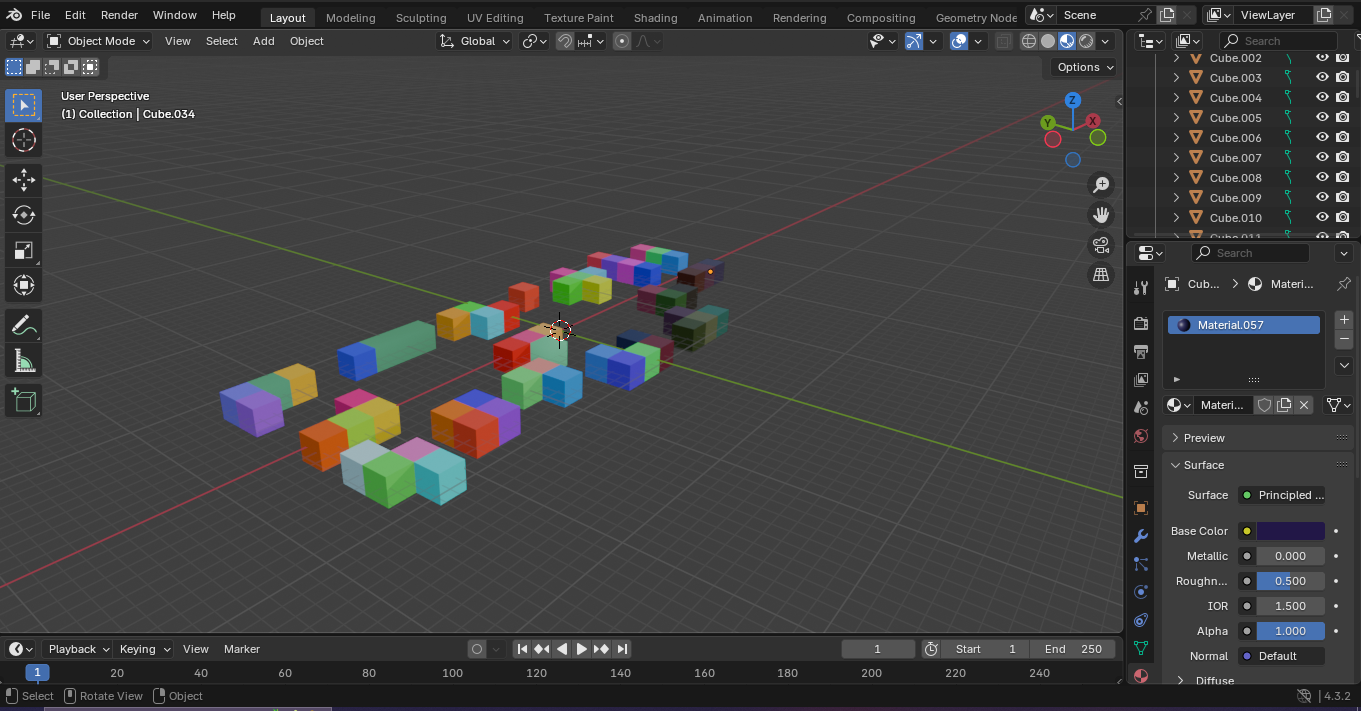 File Edit Render Window Help Layout Modeling Sculpting UV Editing Texture Paint Shading Animation Rendering Compositing Geometry Node Scene ViewLayer
Object Mode View Select Add Object Global Search
Options
User Perspective
(1) Collection | Cube.034
Z
Y X
Cube.002
Cube.003
Cube.004
Cube.005
Cube.006
Cube.007
Cube.008
Cube.009
Cube.010
Cube.011
Search
Cub... Materi...
Material.057
Materi...
Preview
Surface
Surface Principled ...
Base Color
Metallic 0.000
Roughn... 0.500
IOR 1.500
Alpha 1.000
Normal Default
Diffuse
Playback Keying View Marker 1 Start 1 End 250
1 20 40 60 80 100 120 140 160 180 200 220 240
Select Rotate View Object 4.3.2